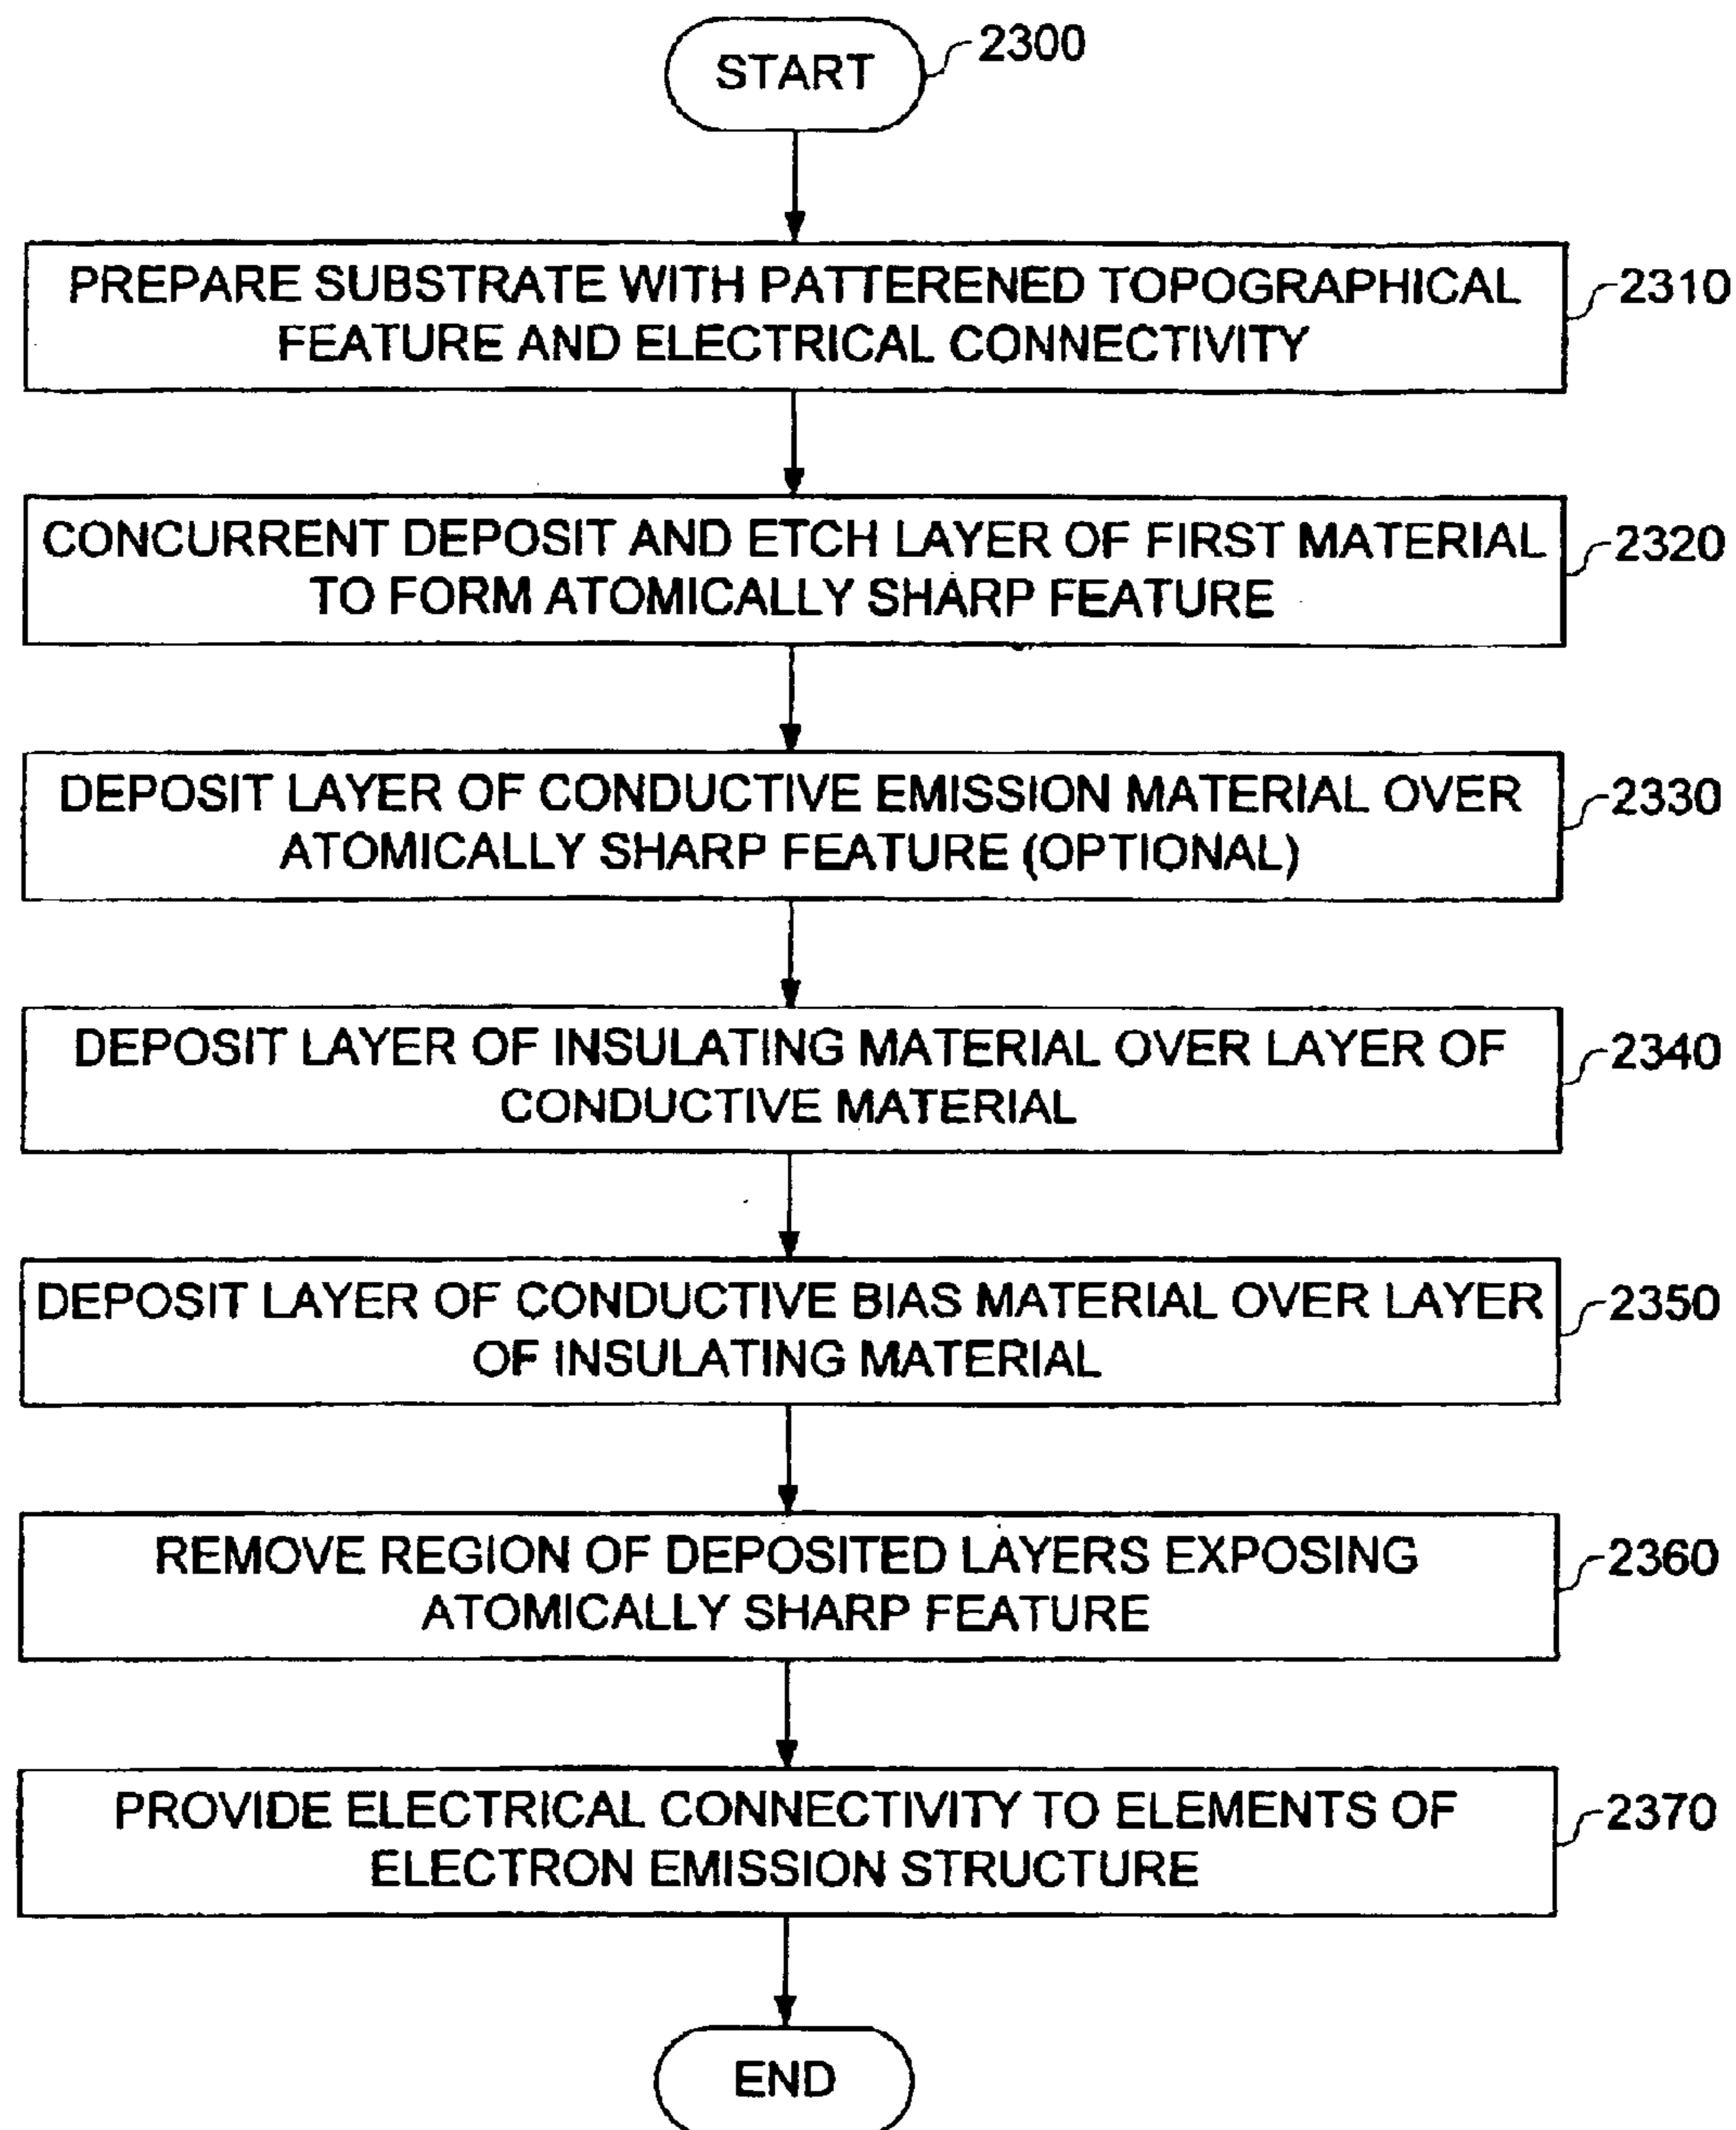 START
2300
PREPARE SUBSTRATE WITH PATTERENED TOPOGRAPHICAL
FEATURE AND ELECTRICAL CONNECTIVITY
2310
CONCURRENT DEPOSIT AND ETCH LAYER OF FIRST MATERIAL
TO FORM ATOMICALLY SHARP FEATURE
2320
DEPOSIT LAYER OF CONDUCTIVE EMISSION MATERIAL OVER
ATOMICALLY SHARP FEATURE (OPTIONAL)
2330
DEPOSIT LAYER OF INSULATING MATERIAL OVER LAYER OF
CONDUCTIVE MATERIAL
2340
DEPOSIT LAYER OF CONDUCTIVE BIAS MATERIAL OVER LAYER
OF INSULATING MATERIAL
2350
REMOVE REGION OF DEPOSITED LAYERS EXPOSING
ATOMICALLY SHARP FEATURE
2360
PROVIDE ELECTRICAL CONNECTIVITY TO ELEMENTS OF
ELECTRON EMISSION STRUCTURE
2370
END